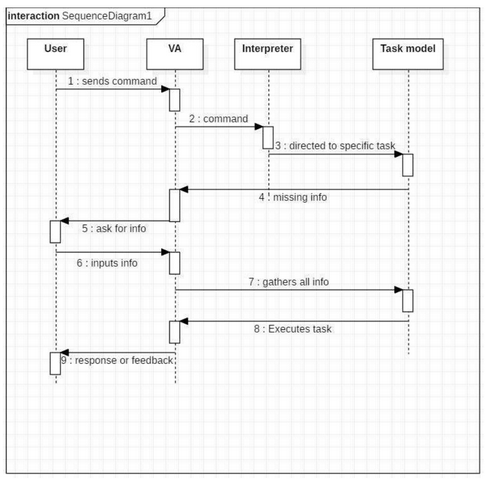 interaction SequenceDiagram1
User
VA
Interpreter
Task model
1 : sends command
2 : command
3 : directed to specific task
4 : missing info
5 : ask for info
6 : inputs info
7 : gathers all info
8 : Executes task
9 : response or feedback